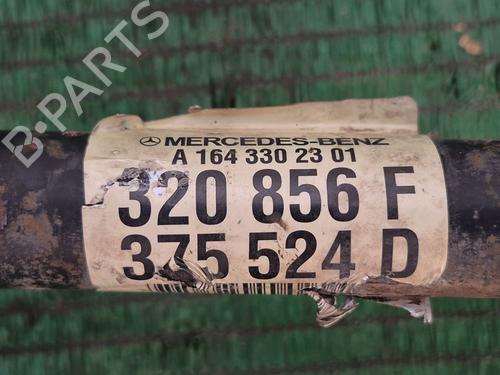 B-PARTS
MERCEDES-BENZ
A 164 330 23 01
320 856 F
375 524 D